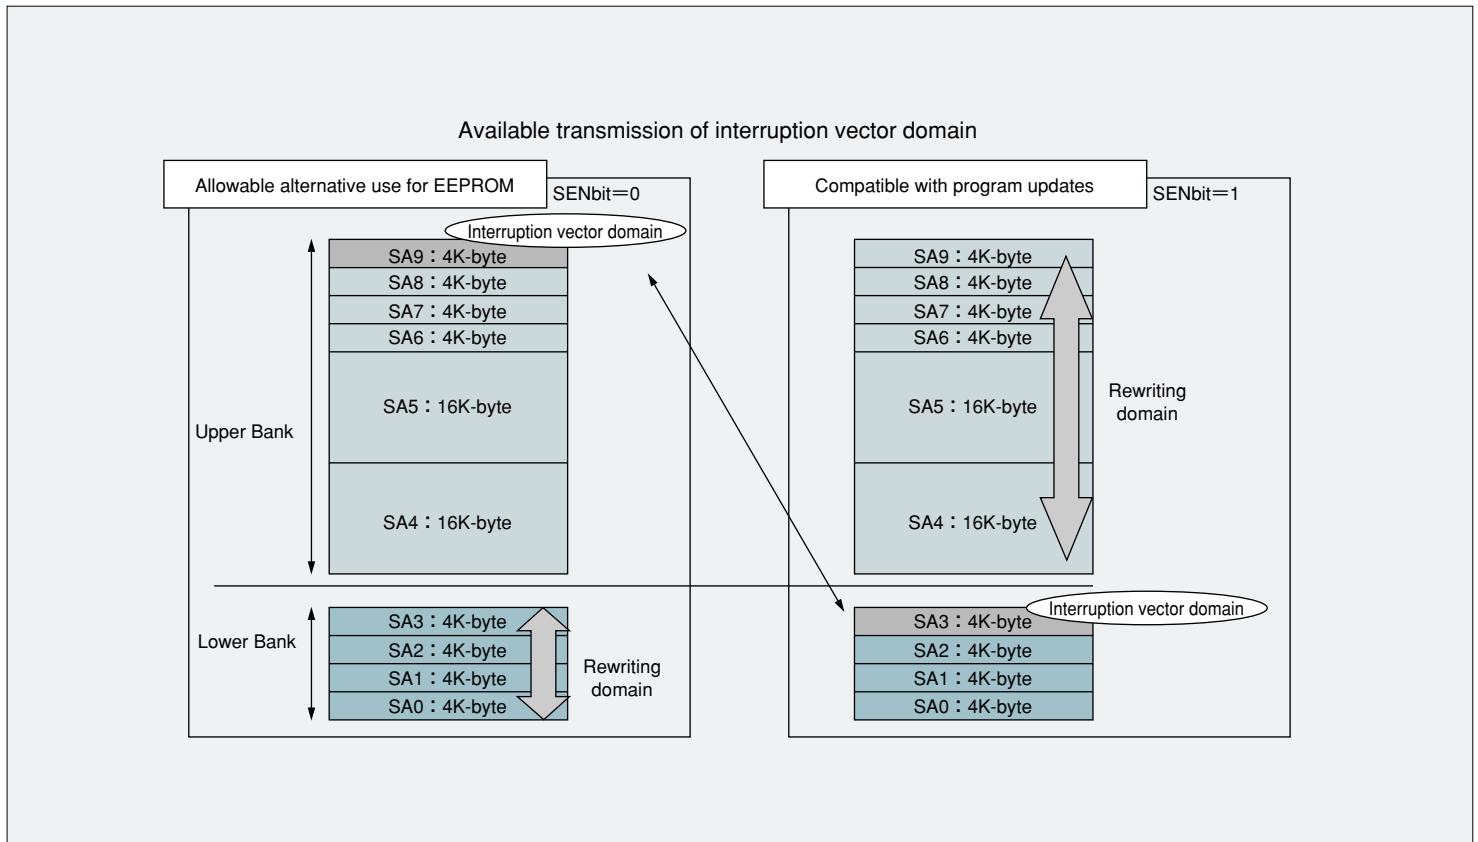 Available transmission of interruption vector domain
Allowable alternative use for EEPROM
SENbit＝0
Interruption vector domain
SA9：4K-byte
SA8：4K-byte
SA7：4K-byte
SA6：4K-byte
SA5：16K-byte
Upper Bank
SA4：16K-byte
SA3：4K-byte
Lower Bank
SA2：4K-byte
SA1：4K-byte
SA0：4K-byte
Rewriting
domain
Compatible with program updates
SENbit＝1
SA9：4K-byte
SA8：4K-byte
SA7：4K-byte
SA6：4K-byte
SA5：16K-byte
Rewriting
domain
SA4：16K-byte
Interruption vector domain
SA3：4K-byte
SA2：4K-byte
SA1：4K-byte
SA0：4K-byte